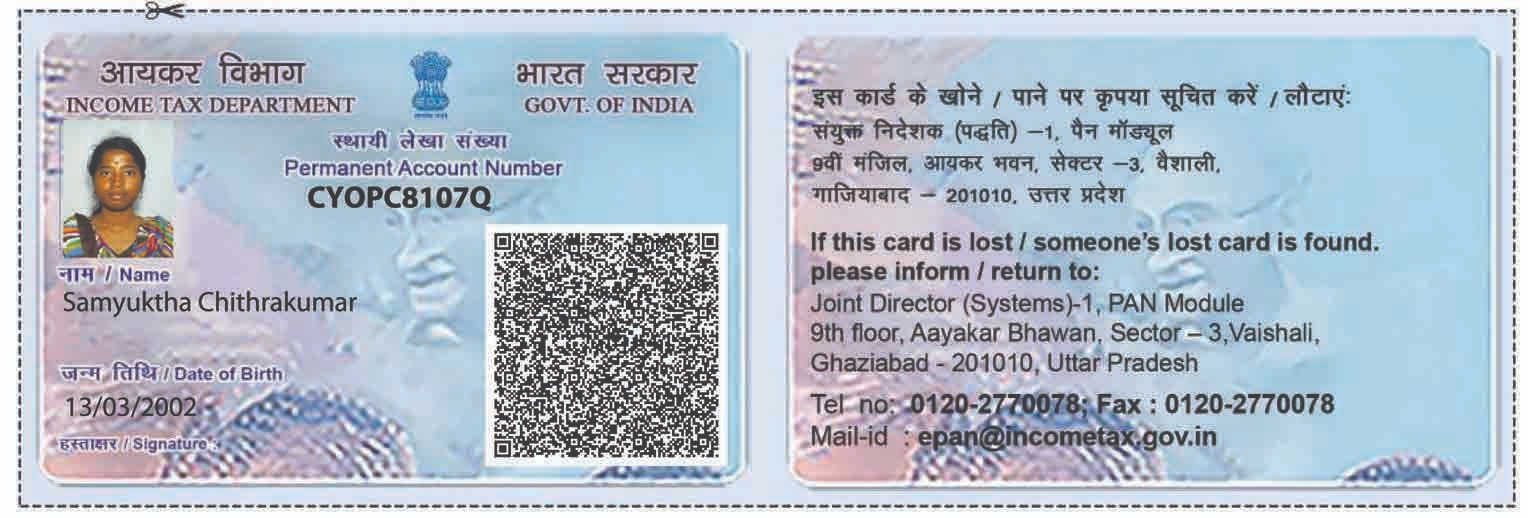 आयकर विभाग
INCOME TAX DEPARTMENT
भारत सरकार
GOVT. OF INDIA
स्थायी लेखा संख्या
Permanent Account Number
CYOPC8107Q
नाम / Name
Samyuktha Chithrakumar
जन्म तिथि / Date of Birth
13/03/2002
हस्ताक्षर / Signature :
इस कार्ड के खोने / पाने पर कृपया सूचित करें / लौटाएं:
संयुक्त निदेशक (पद्धति) –1, पैन मॉड्यूल
9वीं मंजिल, आयकर भवन, सेक्टर –3, वैशाली,
गाजियाबाद – 201010, उत्तर प्रदेश
If this card is lost / someone's lost card is found.
please inform / return to:
Joint Director (Systems)-1, PAN Module
9th floor, Aayakar Bhawan, Sector – 3,Vaishali,
Ghaziabad - 201010, Uttar Pradesh
Tel no: 0120-2770078; Fax : 0120-2770078
Mail-id : epan@incometax.gov.in